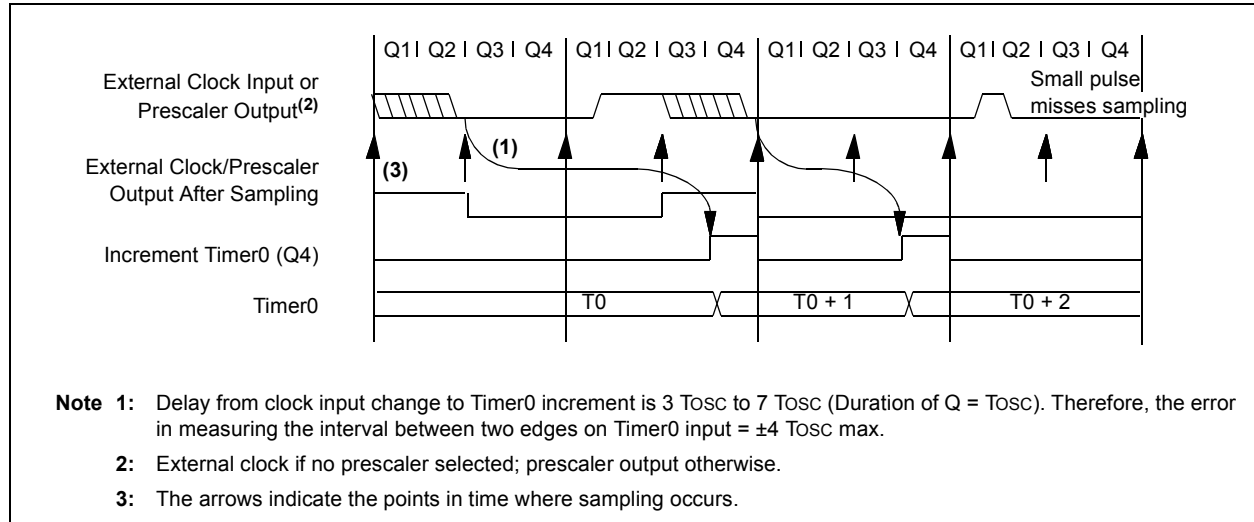 Q1 | Q2 | Q3 | Q4 Q1 | Q2 | Q3 | Q4 Q1 | Q2 | Q3 | Q4 Q1 | Q2 | Q3 | Q4
External Clock Input or
Prescaler Output(2)
Small pulse
misses sampling
(1)
External Clock/Prescaler
Output After Sampling
(3)
Increment Timer0 (Q4)
Timer0
T0 T0 + 1 T0 + 2
Note 1: Delay from clock input change to Timer0 increment is 3 TOSC to 7 TOSC (Duration of Q = TOSC). Therefore, the error
in measuring the interval between two edges on Timer0 input = ±4 TOSC max.
2: External clock if no prescaler selected; prescaler output otherwise.
3: The arrows indicate the points in time where sampling occurs.